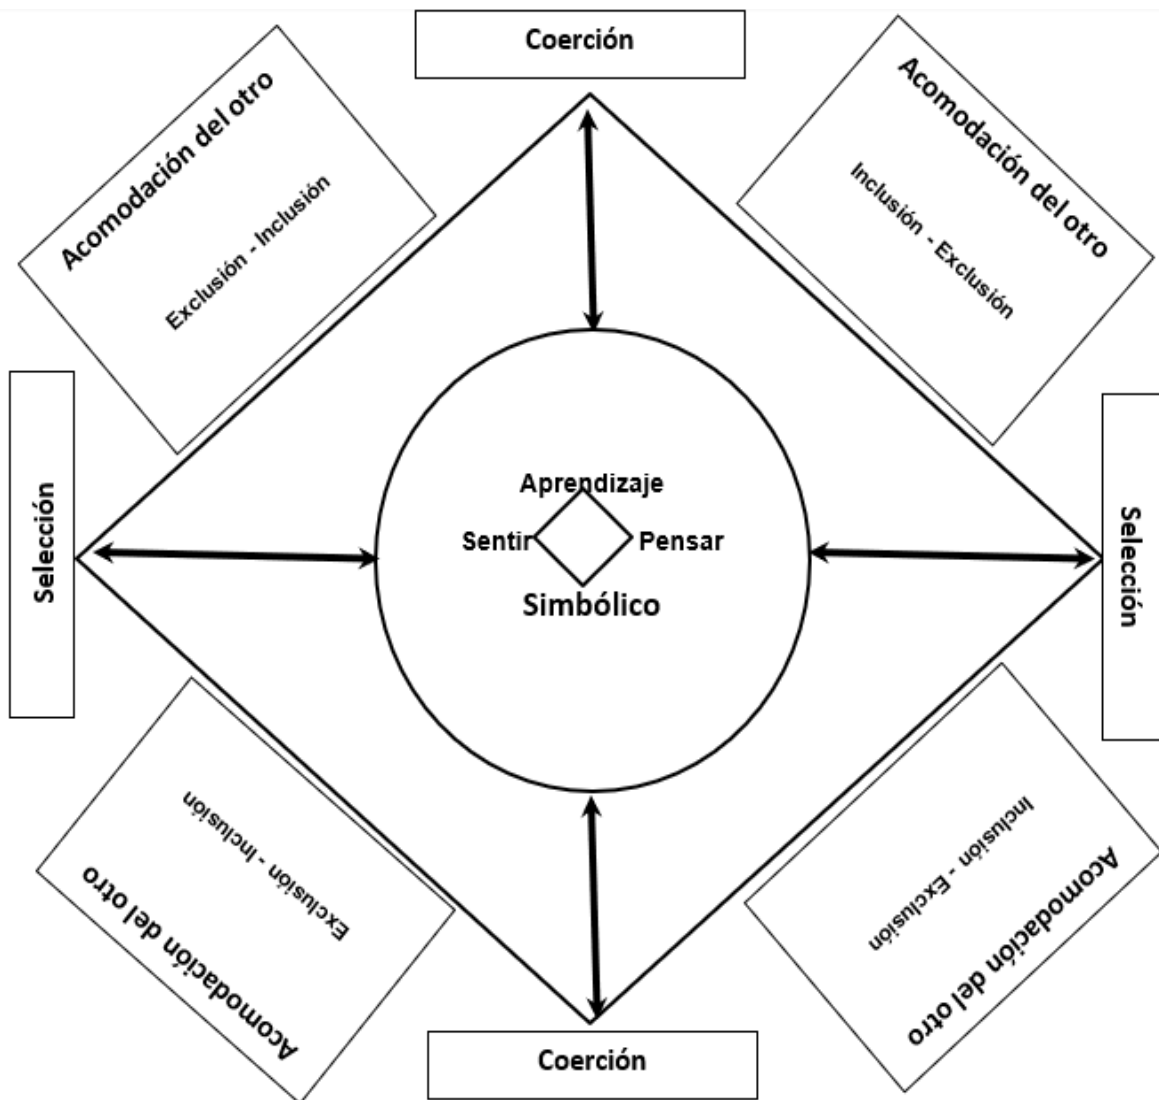 Coerción
Acomodación del otro
Exclusión - Inclusión
Acomodación del otro
Inclusión - Exclusión
Selección
Aprendizaje
Sentir
Pensar
Simbólico
Selección
Exclusión - Inclusión
Acomodación del otro
Inclusión - Exclusión
Acomodación del otro
Coerción